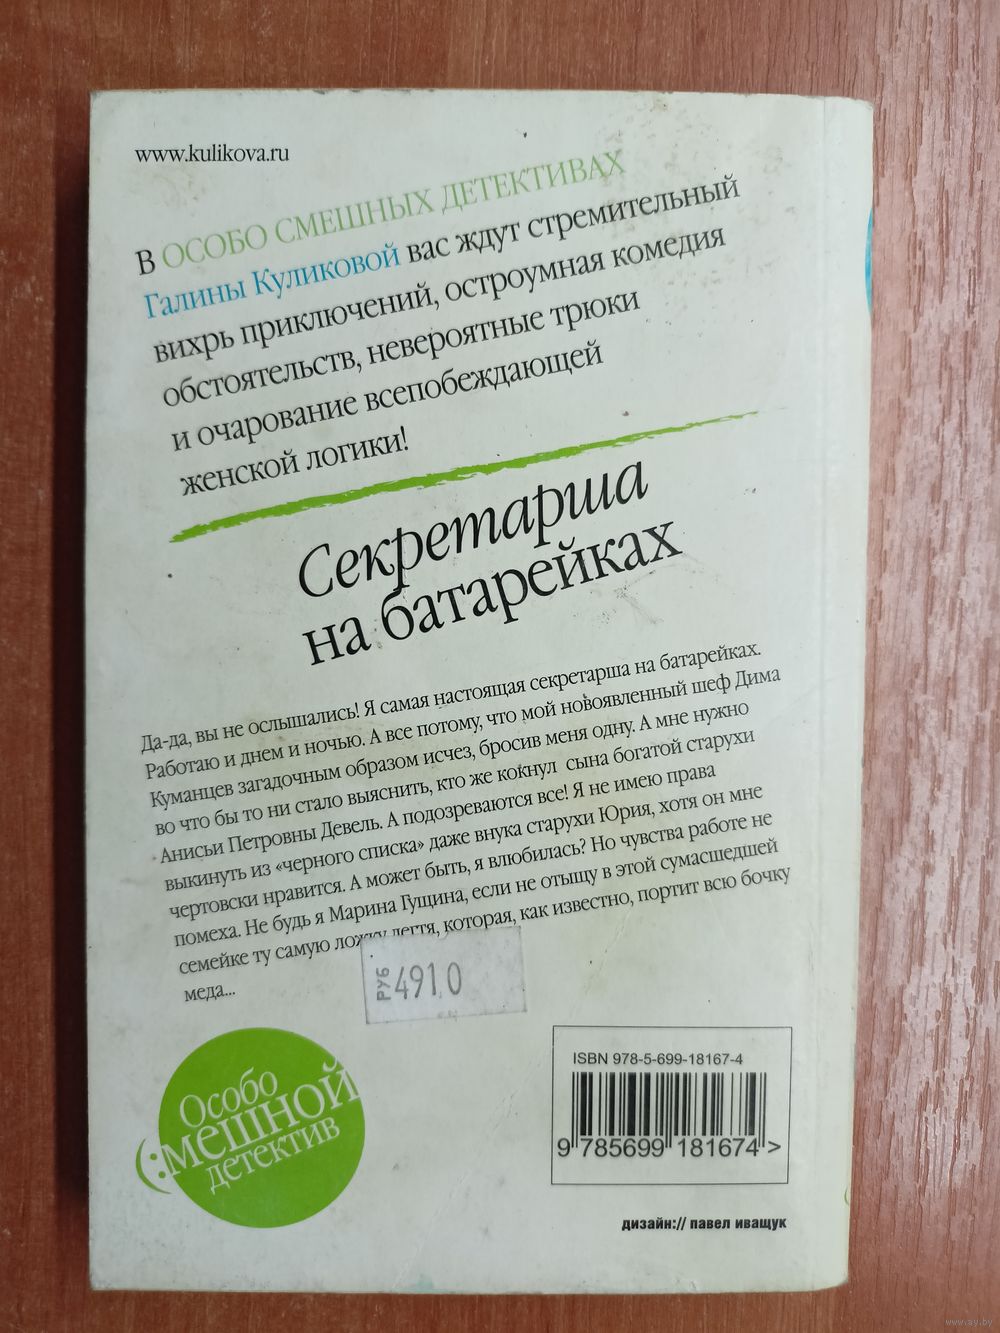 www.kulikova.ru
В ОСОБО СМЕШНЫХ ДЕТЕКТИВАХ
Галины Куликовой вас ждут стремительный
вихрь приключений, остроумная комедия
обстоятельств, невероятные трюки
и очарование всепобеждающей
женской логики!
Секретарша
на батарейках
Да-да, вы не ослышались! Я самая настоящая секретарша на батарейках.
Работаю и днем и ночью. А все потому, что мой новоявленный шеф Дима
Куманцев загадочным образом исчез, бросив меня одну. А мне нужно
во что бы то ни стало выяснить, кто же кокнул сына богатой старухи
Анисьи Петровны Девель. А подозреваются все! Я не имею права
выкинуть из «черного списка» даже внука старухи Юрия, хотя он мне
чертовски нравится. А может быть, я влюбилась? Но чувства работе не
помеха. Не будь я Марина Гущина, если не отыщу в этой сумасшедшей
семейке ту самую ложку дегтя, которая, как известно, портит всю бочку
меда...
РУБ 4910
Особо
(:мешной
детектив
ISBN 978-5-699-18167-4
9 785699 181674 >
дизайн:// павел иващук
www.ay.by